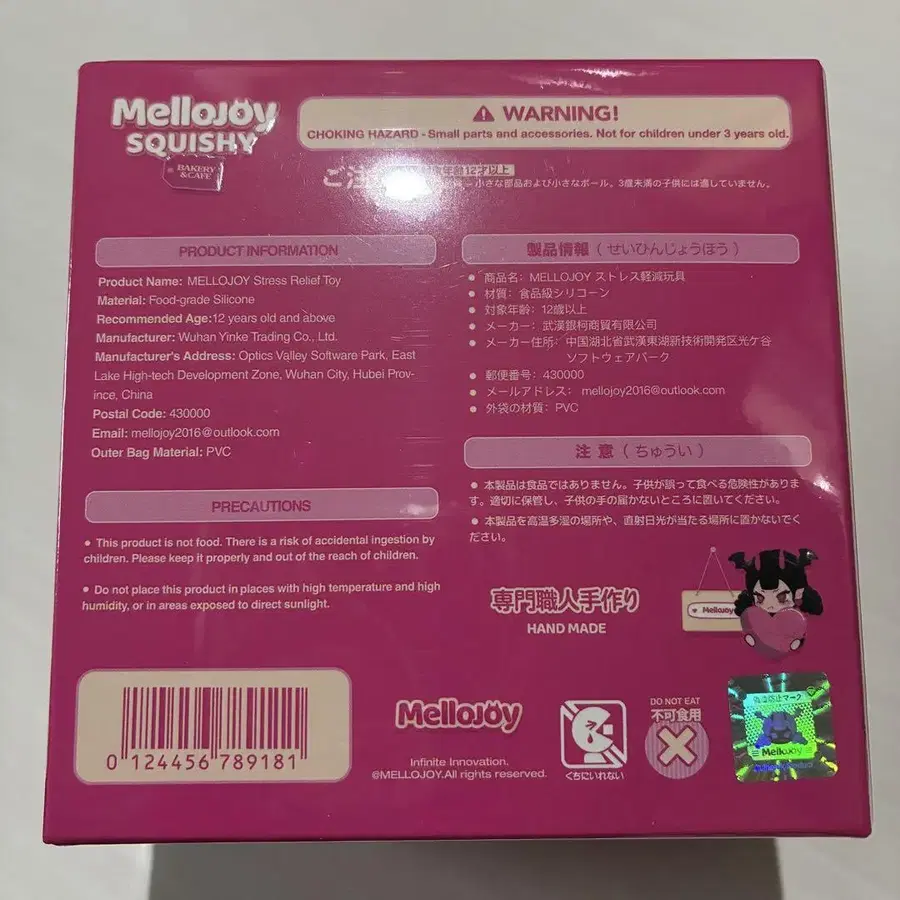 Mellojoy
SQUISHY
BAKERY
&CAFE
⚠ WARNING!
CHOKING HAZARD - Small parts and accessories. Not for children under 3 years old.
ご注
年齢12才以上
小さな部品および小さなボール。3歳未満の子供には適していません。
PRODUCT INFORMATION
Product Name: MELLOJOY Stress Relief Toy
Material: Food-grade Silicone
Recommended Age:12 years old and above
Manufacturer: Wuhan Yinke Trading Co., Ltd.
Manufacturer's Address: Optics Valley Software Park, East
Lake High-tech Development Zone, Wuhan City, Hubei Prov-
ince, China
Postal Code: 430000
Email: mellojoy2016@outlook.com
Outer Bag Material: PVC
PRECAUTIONS
• This product is not food. There is a risk of accidental ingestion by
children. Please keep it properly and out of the reach of children.
• Do not place this product in places with high temperature and high
humidity, or in areas exposed to direct sunlight.
製品情報 ( せいひんじょうほう )
• 商品名: MELLOJOY ストレス軽減玩具
• 材質: 食品級シリコーン
• 対象年齢: 12歳以上
• メーカー: 武漢銀柯商貿有限公司
• メーカー住所: 中国湖北省武漢東湖新技術開発区光ケ谷
ソフトウェアパーク
• 郵便番号: 430000
• メールアドレス: mellojoy2016@outlook.com
• 外袋の材質: PVC
注 意 ( ちゅうい )
• 本製品は食品ではありません。子供が誤って食べる危険性がありま
す。適切に保管し、子供の手の届かないところに置いてください。
• 本製品を高温多湿の場所や、直射日光が当たる場所に置かないでく
ださい。
専門職人手作り
HAND MADE
Mellojoy
0 124456 789181
Mellojoy
Infinite Innovation.
@MELLOJOY.All rights reserved.
くちにいれない
DO NOT EAT
不可食用
偽造防止マーク
Mellojoy